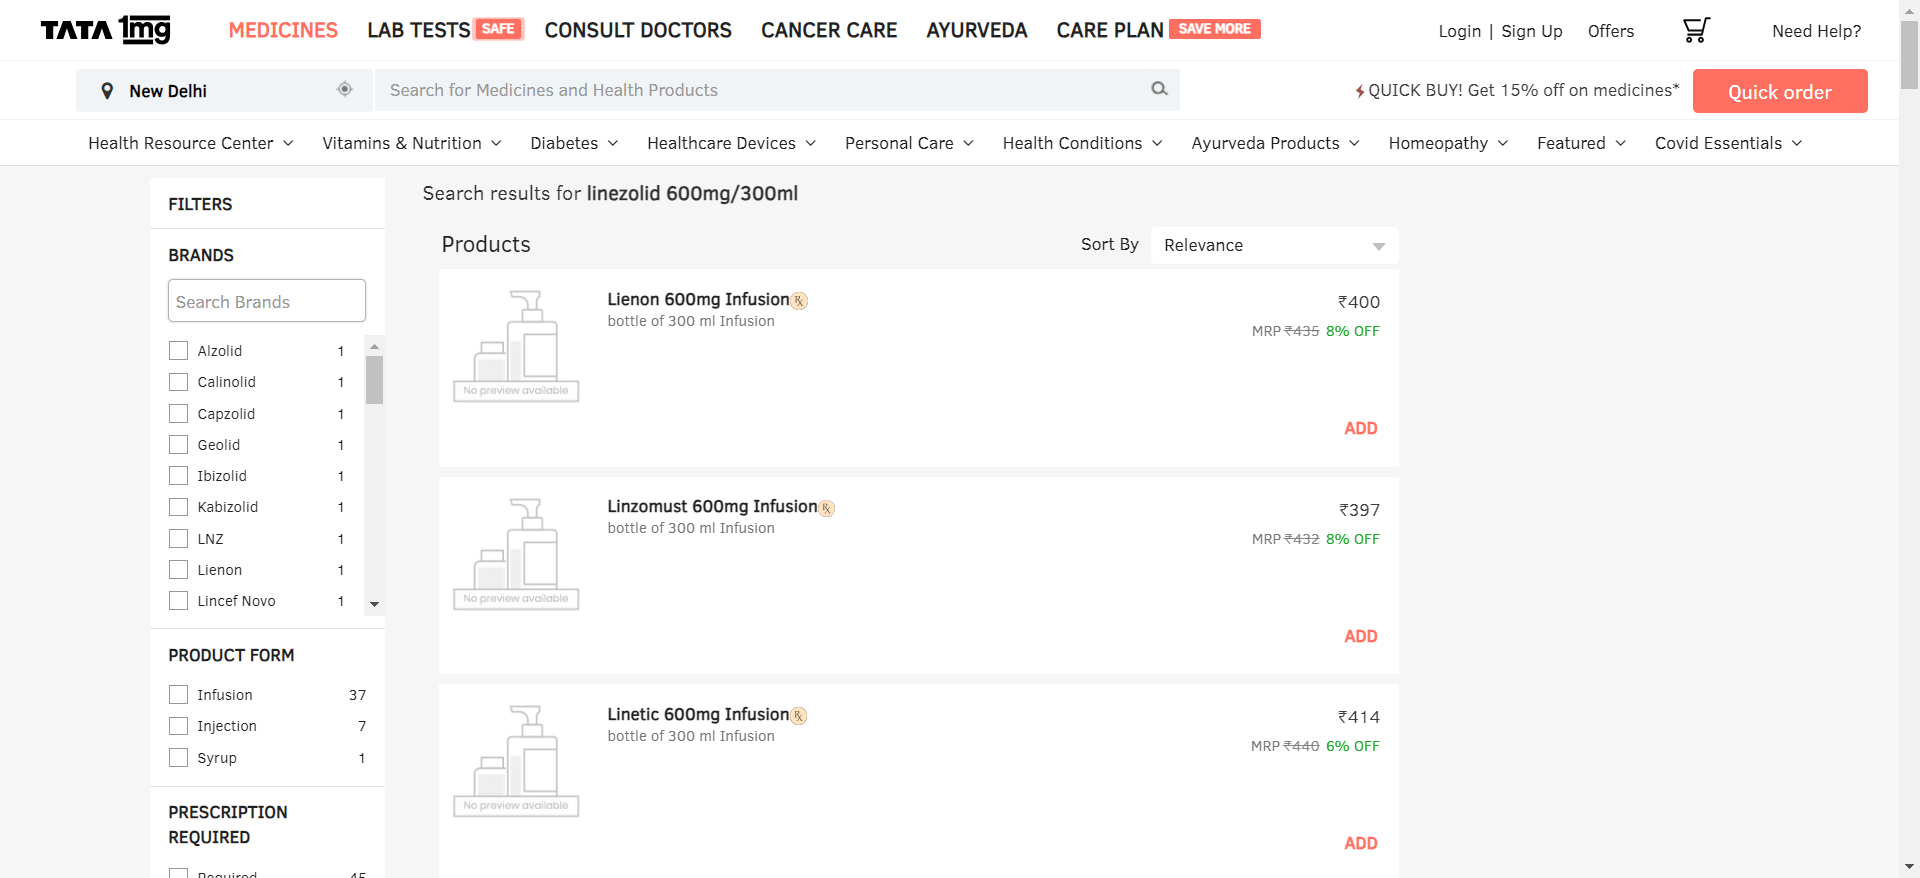 TATA 1mg
MEDICINES LAB TESTS SAFE CONSULT DOCTORS CANCER CARE AYURVEDA CARE PLAN SAVE MORE Login | Sign Up Offers Need Help?
New Delhi Search for Medicines and Health Products QUICK BUY! Get 15% off on medicines* Quick order
Health Resource Center Vitamins & Nutrition Diabetes Healthcare Devices Personal Care Health Conditions Ayurveda Products Homeopathy Featured Covid Essentials
FILTERS
BRANDS
Search Brands
Alzolid 1
Calinolid 1
Capzolid 1
Geolid 1
Ibizolid 1
Kabizolid 1
LNZ 1
Lienon 1
Lincef Novo 1
PRODUCT FORM
Infusion 37
Injection 7
Syrup 1
PRESCRIPTION
REQUIRED
Required 45
Search results for linezolid 600mg/300ml
Products Sort By Relevance
Lienon 600mg Infusion Rx ₹400
bottle of 300 ml Infusion
MRP ₹435 8% OFF
No preview available
ADD
Linzomust 600mg Infusion Rx ₹397
bottle of 300 ml Infusion
MRP ₹432 8% OFF
No preview available
ADD
Linetic 600mg Infusion Rx ₹414
bottle of 300 ml Infusion
MRP ₹440 6% OFF
No preview available
ADD